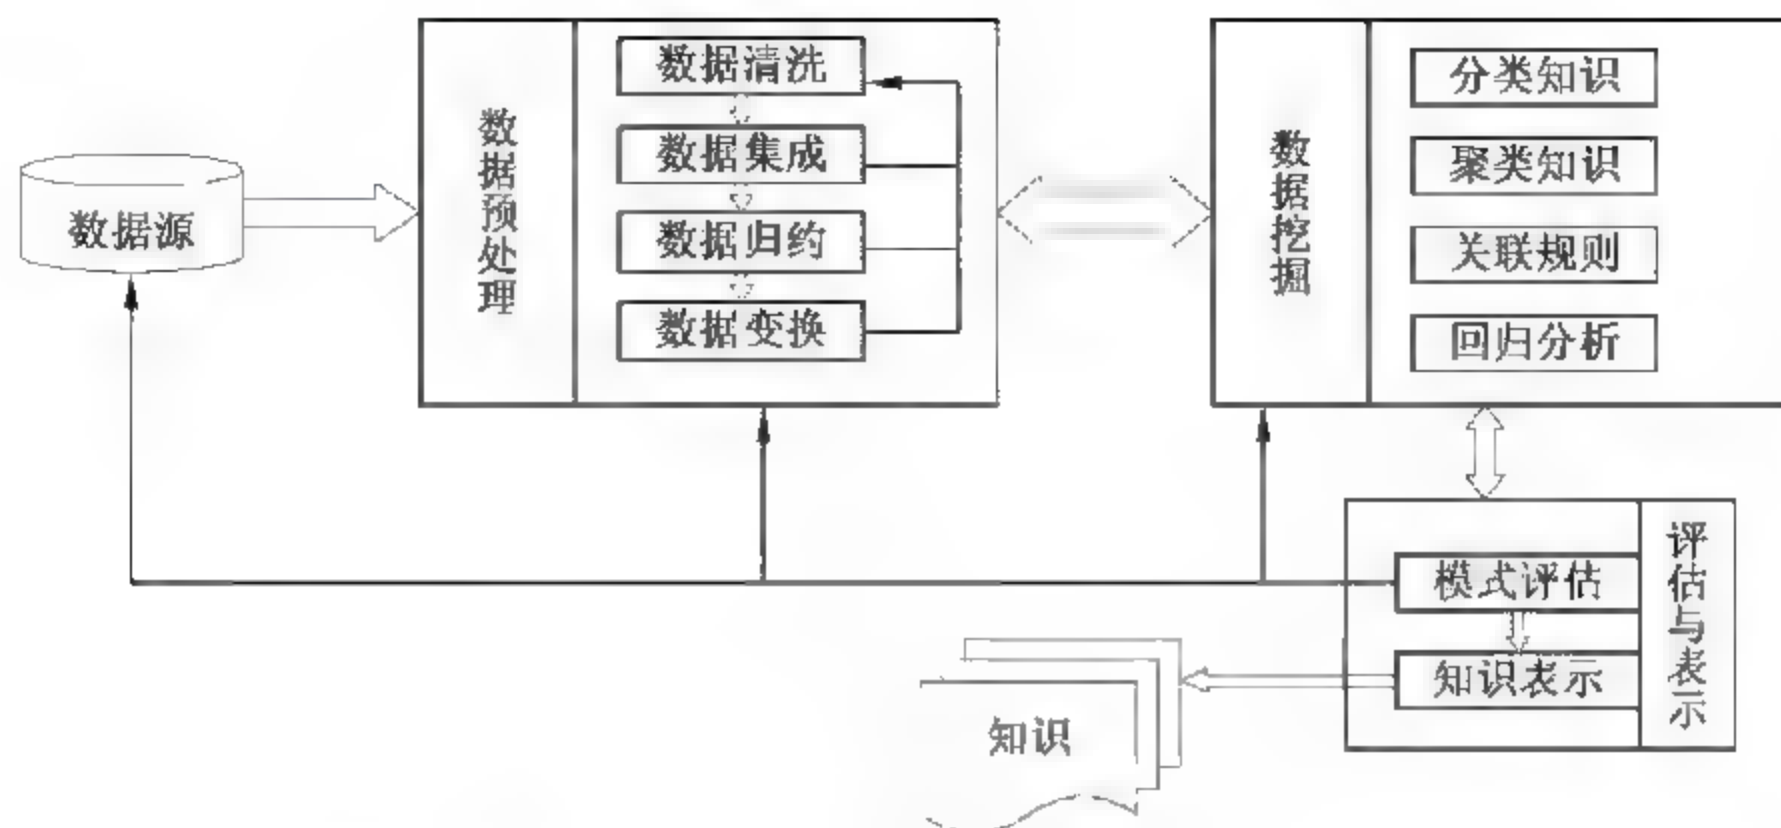 数据源
数据预处理
数据清洗
数据集成
数据归约
数据变换
数据挖掘
分类知识
聚类知识
关联规则
回归分析
模式评估
知识表示
评估与表示
知识